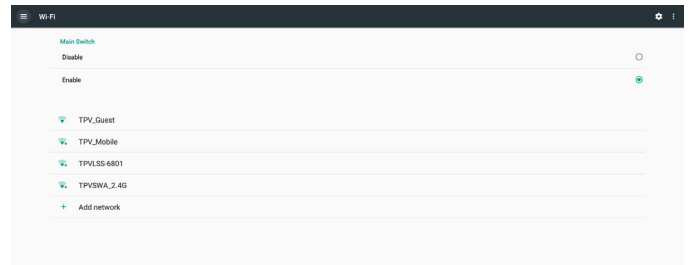 Wi-Fi
Main Switch
Disable
Enable
TPV_Guest
TPV_Mobile
TPVLSS-6801
TPVSWA_2.4G
Add network